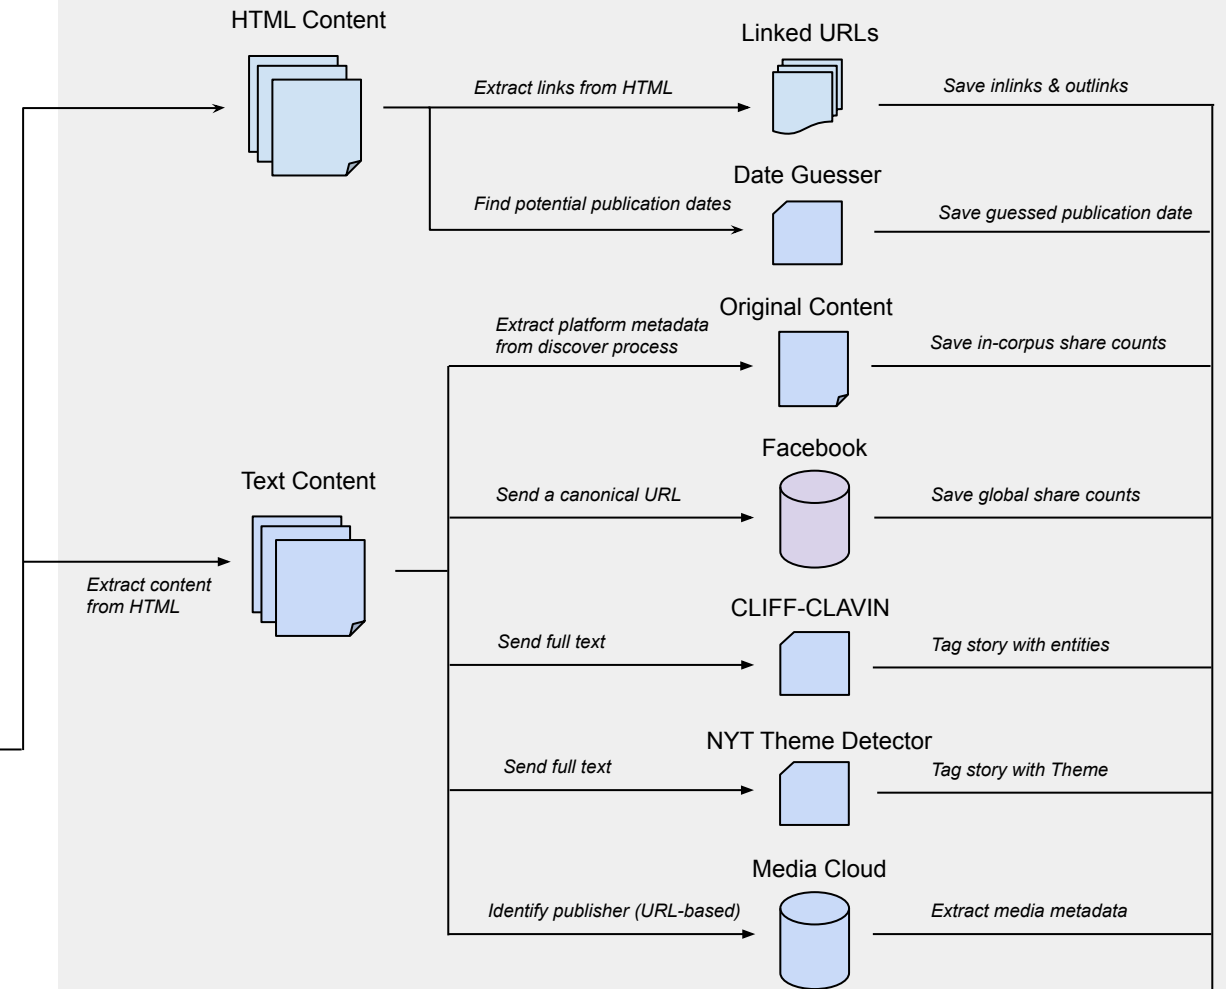 HTML Content
Linked URLs
Extract links from HTML
Save inlinks & outlinks
Date Guesser
Find potential publication dates
Save guessed publication date
Original Content
Extract platform metadata
from discover process
Save in-corpus share counts
Facebook
Text Content
Send a canonical URL
Save global share counts
Extract content
from HTML
CLIFF-CLAVIN
Send full text
Tag story with entities
NYT Theme Detector
Send full text
Tag story with Theme
Media Cloud
Identify publisher (URL-based)
Extract media metadata